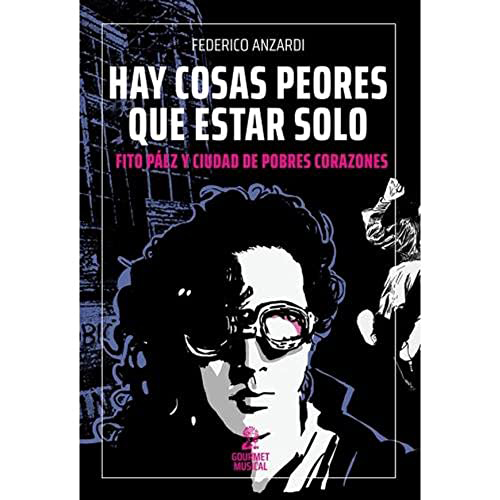 FEDERICO ANZARDI
HAY COSAS PEORES
QUE ESTAR SOLO
FITO PÁEZ Y CIUDAD DE POBRES CORAZONES
GOURMET
MUSICAL